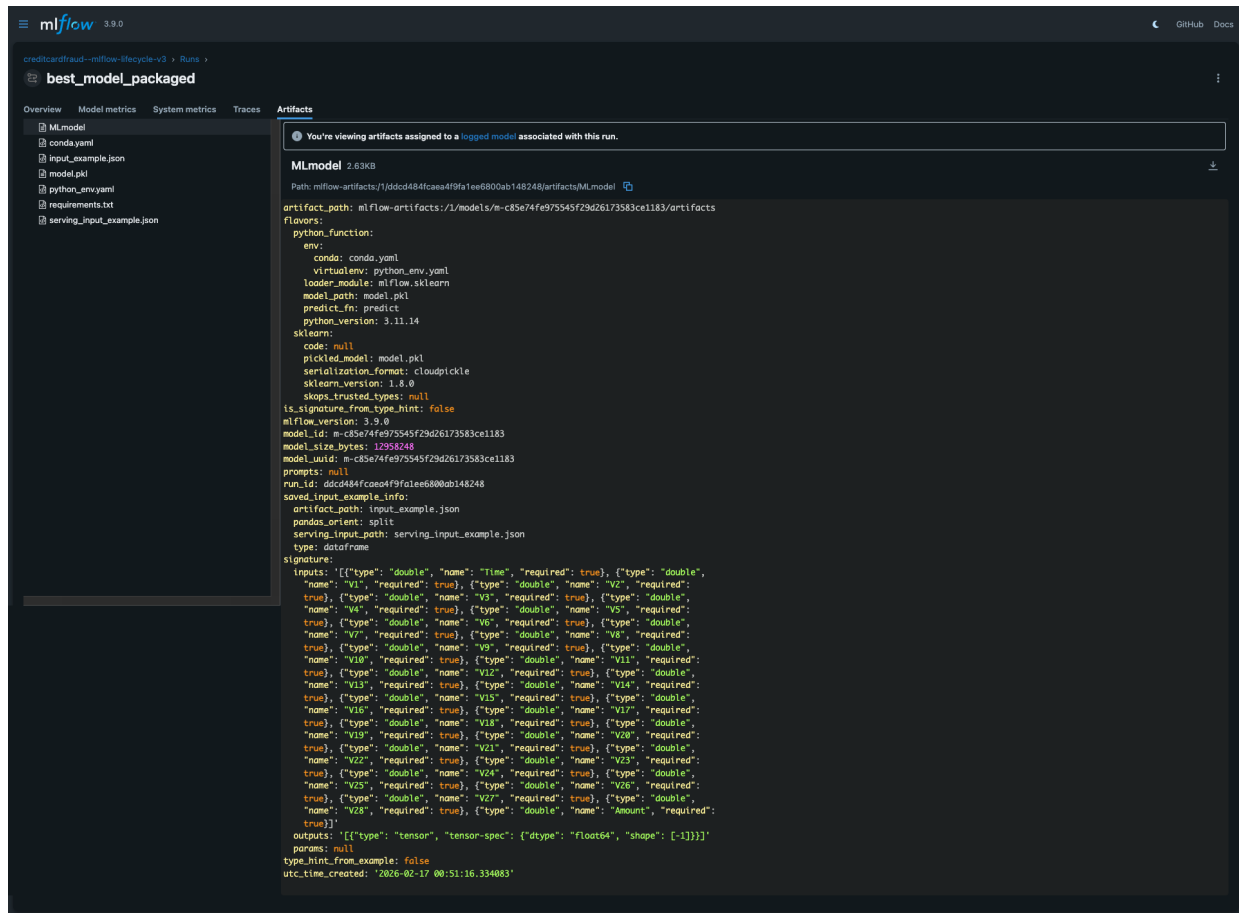 mlflow 3.9.0
GitHub Docs
creditcardfraud--mlflow-lifecycle-v3 › Runs ›
best_model_packaged
Overview Model metrics System metrics Traces Artifacts
MLmodel
conda.yaml
input_example.json
model.pkl
python_env.yaml
requirements.txt
serving_input_example.json
You're viewing artifacts assigned to a logged model associated with this run.
MLmodel 2.63KB
Path: mlflow-artifacts:/1/ddcd484fcaea4f9fa1ee6800ab148248/artifacts/MLmodel
artifact_path: mlflow-artifacts:/1/models/m-c85e74fe975545f29d26173583ce1183/artifacts
flavors:
  python_function:
    env:
      conda: conda.yaml
      virtualenv: python_env.yaml
    loader_module: mlflow.sklearn
    model_path: model.pkl
    predict_fn: predict
    python_version: 3.11.14
  sklearn:
    code: null
    pickled_model: model.pkl
    serialization_format: cloudpickle
    sklearn_version: 1.8.0
    skops_trusted_types: null
is_signature_from_type_hint: false
mlflow_version: 3.9.0
model_id: m-c85e74fe975545f29d26173583ce1183
model_size_bytes: 12958248
model_uuid: m-c85e74fe975545f29d26173583ce1183
prompts: null
run_id: ddcd484fcaea4f9fa1ee6800ab148248
saved_input_example_info:
  artifact_path: input_example.json
  pandas_orient: split
  serving_input_path: serving_input_example.json
  type: dataframe
signature:
  inputs: '[{"type": "double", "name": "Time", "required": true}, {"type": "double",
    "name": "V1", "required": true}, {"type": "double", "name": "V2", "required":
    true}, {"type": "double", "name": "V3", "required": true}, {"type": "double",
    "name": "V4", "required": true}, {"type": "double", "name": "V5", "required":
    true}, {"type": "double", "name": "V6", "required": true}, {"type": "double",
    "name": "V7", "required": true}, {"type": "double", "name": "V8", "required":
    true}, {"type": "double", "name": "V9", "required": true}, {"type": "double",
    "name": "V10", "required": true}, {"type": "double", "name": "V11", "required":
    true}, {"type": "double", "name": "V12", "required": true}, {"type": "double",
    "name": "V13", "required": true}, {"type": "double", "name": "V14", "required":
    true}, {"type": "double", "name": "V15", "required": true}, {"type": "double",
    "name": "V16", "required": true}, {"type": "double", "name": "V17", "required":
    true}, {"type": "double", "name": "V18", "required": true}, {"type": "double",
    "name": "V19", "required": true}, {"type": "double", "name": "V20", "required":
    true}, {"type": "double", "name": "V21", "required": true}, {"type": "double",
    "name": "V22", "required": true}, {"type": "double", "name": "V23", "required":
    true}, {"type": "double", "name": "V24", "required": true}, {"type": "double",
    "name": "V25", "required": true}, {"type": "double", "name": "V26", "required":
    true}, {"type": "double", "name": "V27", "required": true}, {"type": "double",
    "name": "V28", "required": true}, {"type": "double", "name": "Amount", "required":
    true}]'
  outputs: '[{"type": "tensor", "tensor-spec": {"dtype": "float64", "shape": [-1]}}]'
  params: null
type_hint_from_example: false
utc_time_created: '2026-02-17 00:51:16.334083'